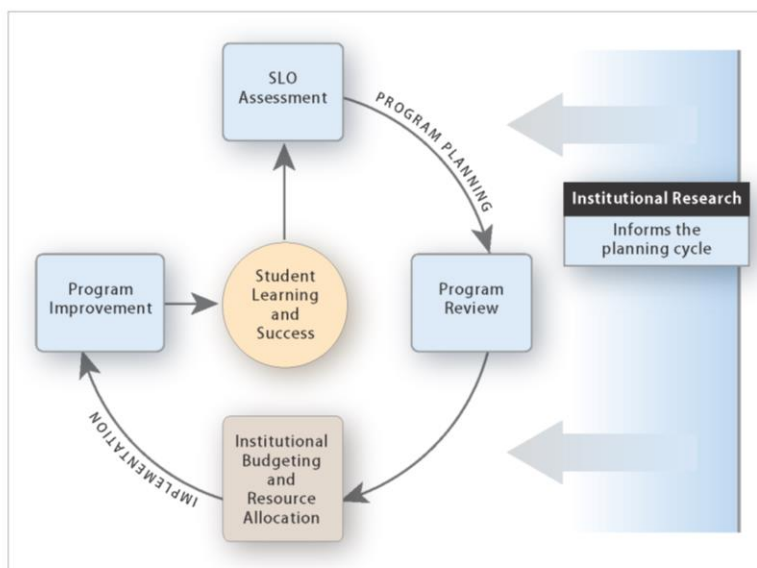 SLO
Assessment
PROGRAM PLANNING
Institutional Research
Informs the
planning cycle
Program
Improvement
Student
Learning
and
Success
Program
Review
IMPLEMENTATION
Institutional
Budgeting
and
Resource
Allocation